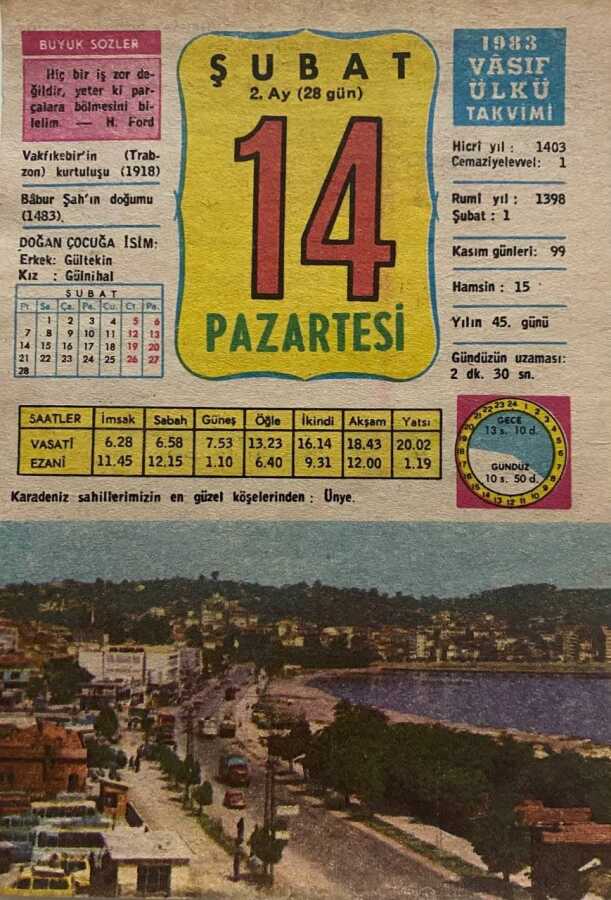 BÜYÜK SÖZLER
Hiç bir iş zor de-
ğildir, yeter ki par-
çalara bölmesini bi-
lelim. — H. Ford
Vakfıkebir'in (Trab-
zon) kurtuluşu (1918)
Bâbur Şah'ın doğumu
(1483).
DOĞAN ÇOCUĞA İSİM:
Erkek: Gültekin
Kız : Gülnihal
ŞUBAT
Pt. Sa. Ça. Pe. Cu. Ct. Pa.
1 2 3 4 5 6
7 8 9 10 11 12 13
14 15 16 17 18 19 20
21 22 23 24 25 26 27
28
ŞUBAT
2. Ay (28 gün)
14
PAZARTESİ
1983
VÂSIF
ÜLKÜ
TAKVİMİ
Hicri yıl : 1403
Cemaziyelevvel: 1
Rumi yıl : 1398
Şubat : 1
Kasım günleri: 99
Hamsin : 15
Yılın 45. günü
Gündüzün uzaması:
2 dk. 30 sn.
SAATLER İmsak Sabah Güneş Öğle İkindi Akşam Yatsı
VASATİ 6.28 6.58 7.53 13.23 16.14 18.43 20.02
EZANİ 11.45 12.15 1.10 6.40 9.31 12.00 1.19
GECE
13 s. 10 d.
GÜNDÜZ
10 s. 50 d.
Karadeniz sahillerimizin en güzel köşelerinden : Ünye.